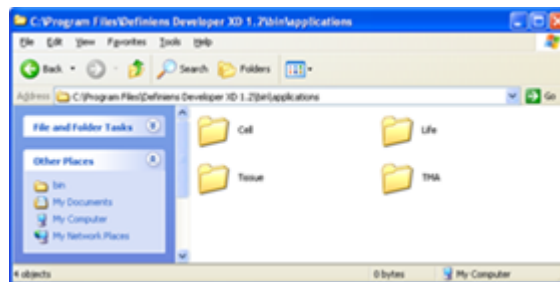 C:\Program Files\Definiens Developer XD 1.2\bin\applications
File Edit View Favorites Tools Help
Back Search Folders
Address C:\Program Files\Definiens Developer XD 1.2\bin\applications Go
File and Folder Tasks
Cell Life
Other Places
Tissue TMA
bin
My Documents
My Computer
My Network Places
4 objects 0 bytes My Computer